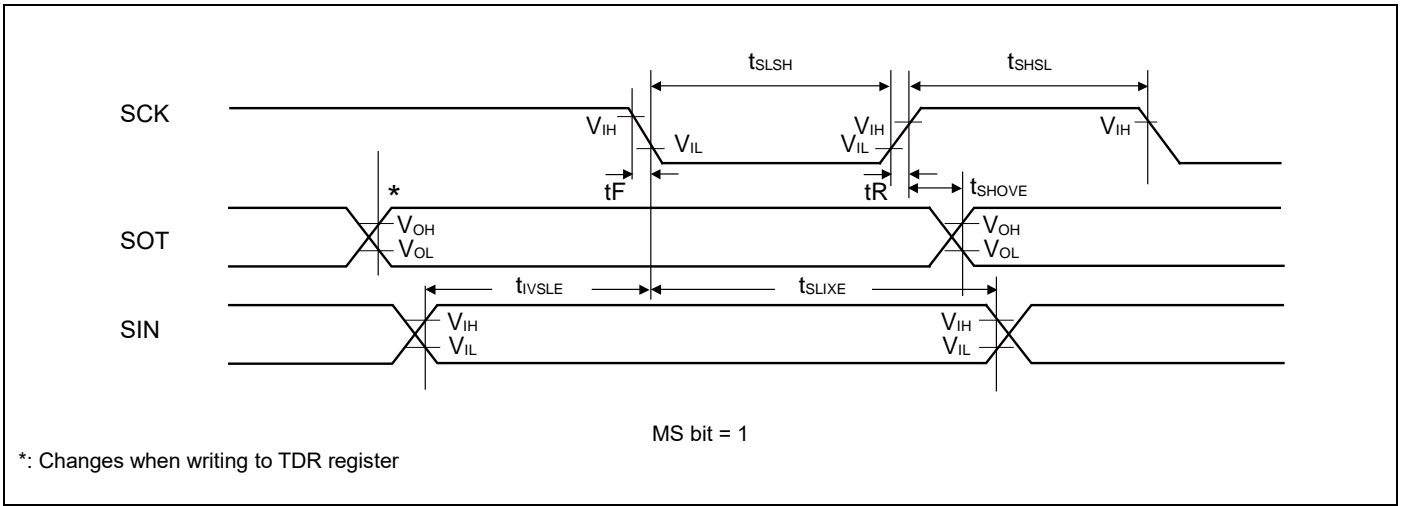 tSLSH tSHSL
SCK
VIH VIL VIH VIL VIH
tF tR tSHOVE
*
SOT
VOH VOL VOH VOL
tIVSLE tSLIXE
SIN
VIH VIL VIH VIL
MS bit = 1
*: Changes when writing to TDR register